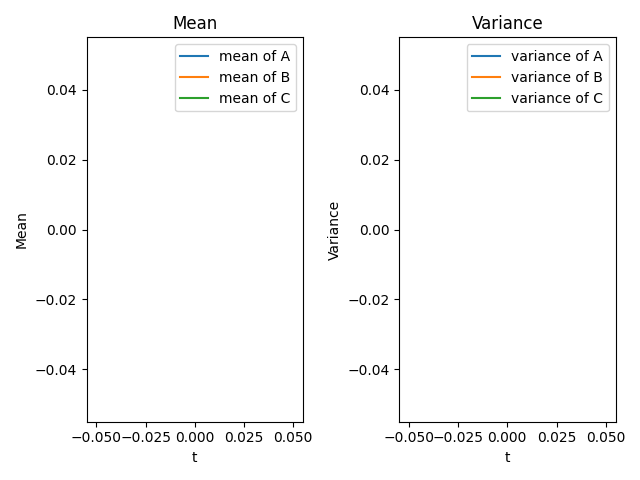 Mean
mean of A
mean of B
mean of C
0.04
0.02
0.00
−0.02
−0.04
Mean
−0.050 −0.025 0.000 0.025 0.050
t
Variance
variance of A
variance of B
variance of C
0.04
0.02
0.00
−0.02
−0.04
Variance
−0.050 −0.025 0.000 0.025 0.050
t